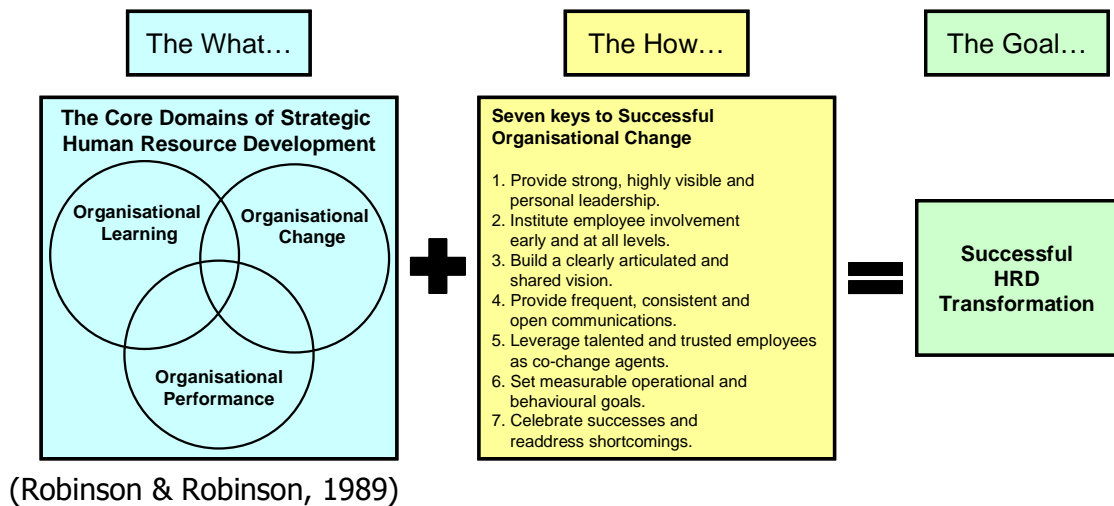 The What…
The How…
The Goal…
The Core Domains of Strategic
Human Resource Development
Organisational
Learning
Organisational
Change
Organisational
Performance
Seven keys to Successful
Organisational Change
1. Provide strong, highly visible and
personal leadership.
2. Institute employee involvement
early and at all levels.
3. Build a clearly articulated and
shared vision.
4. Provide frequent, consistent and
open communications.
5. Leverage talented and trusted employees
as co-change agents.
6. Set measurable operational and
behavioural goals.
7. Celebrate successes and
readdress shortcomings.
Successful
HRD
Transformation
(Robinson & Robinson, 1989)